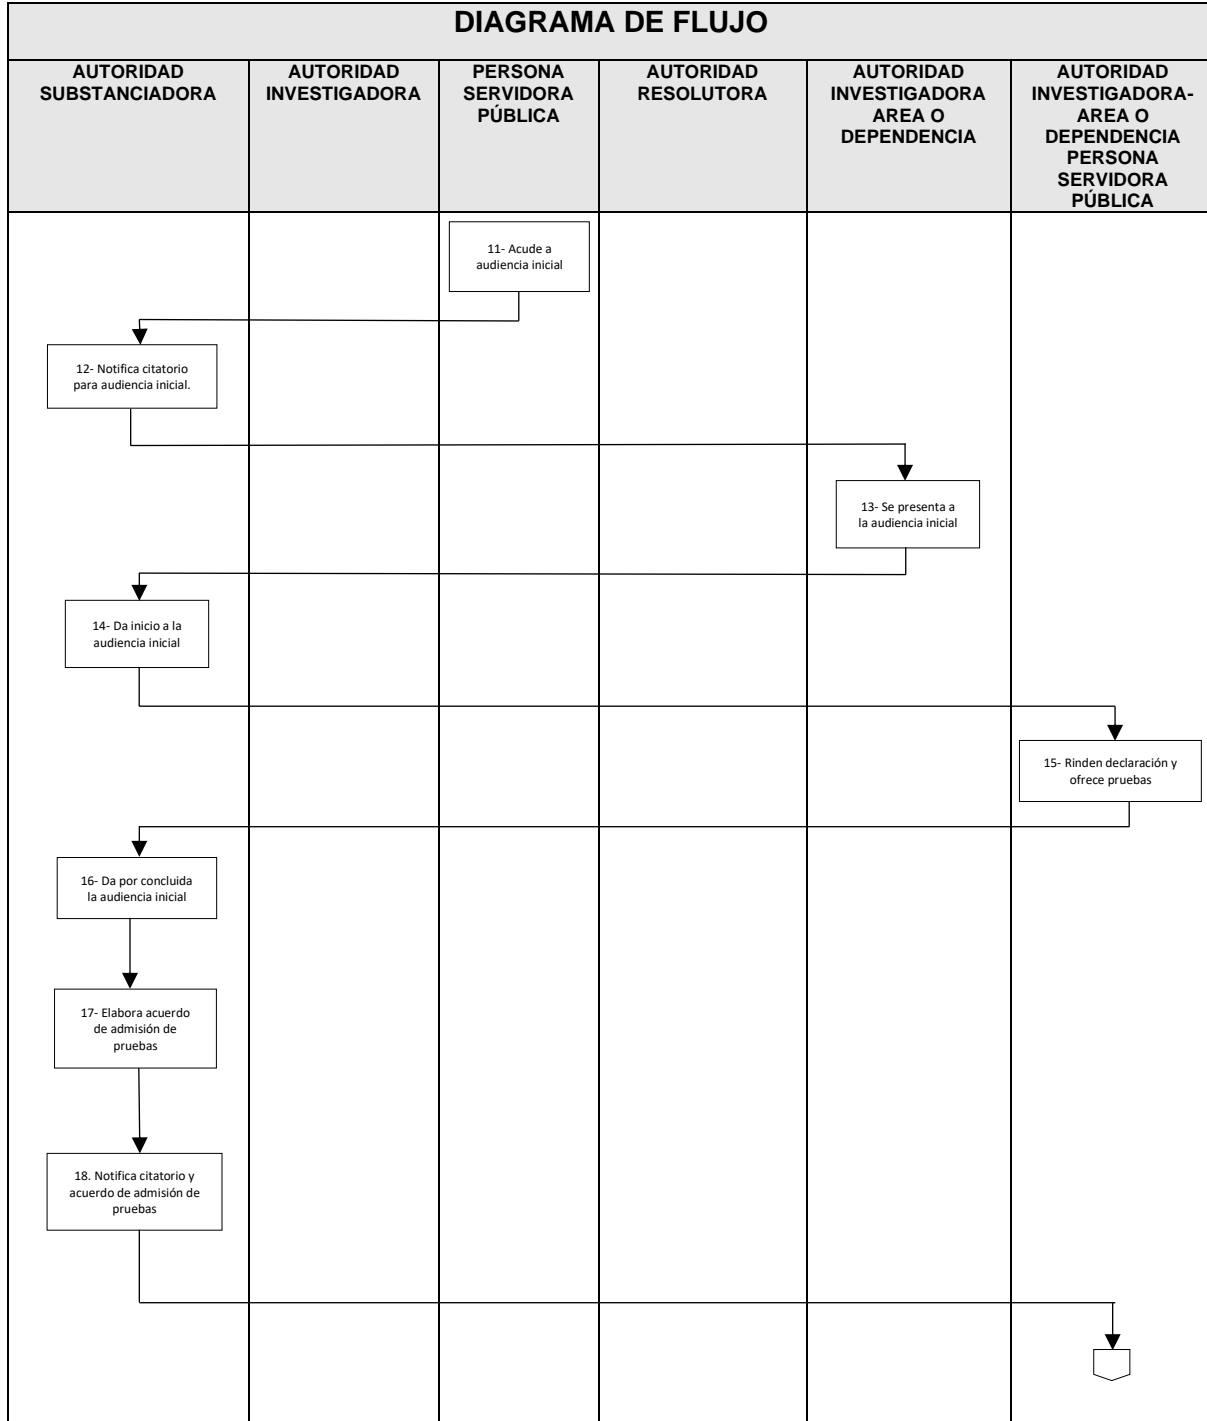 DIAGRAMA DE FLUJO
AUTORIDAD
SUBSTANCIADORA
AUTORIDAD
INVESTIGADORA
PERSONA
SERVIDORA
PÚBLICA
AUTORIDAD
RESOLUTORA
AUTORIDAD
INVESTIGADORA
AREA O
DEPENDENCIA
AUTORIDAD
INVESTIGADORA-
AREA O
DEPENDENCIA
PERSONA
SERVIDORA
PÚBLICA
11- Acude a
audiencia inicial
12- Notifica citatorio
para audiencia inicial.
13- Se presenta a
la audiencia inicial
14- Da inicio a la
audiencia inicial
15- Rinden declaración y
ofrece pruebas
16- Da por concluida
la audiencia inicial
17- Elabora acuerdo
de admisión de
pruebas
18. Notifica citatorio y
acuerdo de admisión de
pruebas